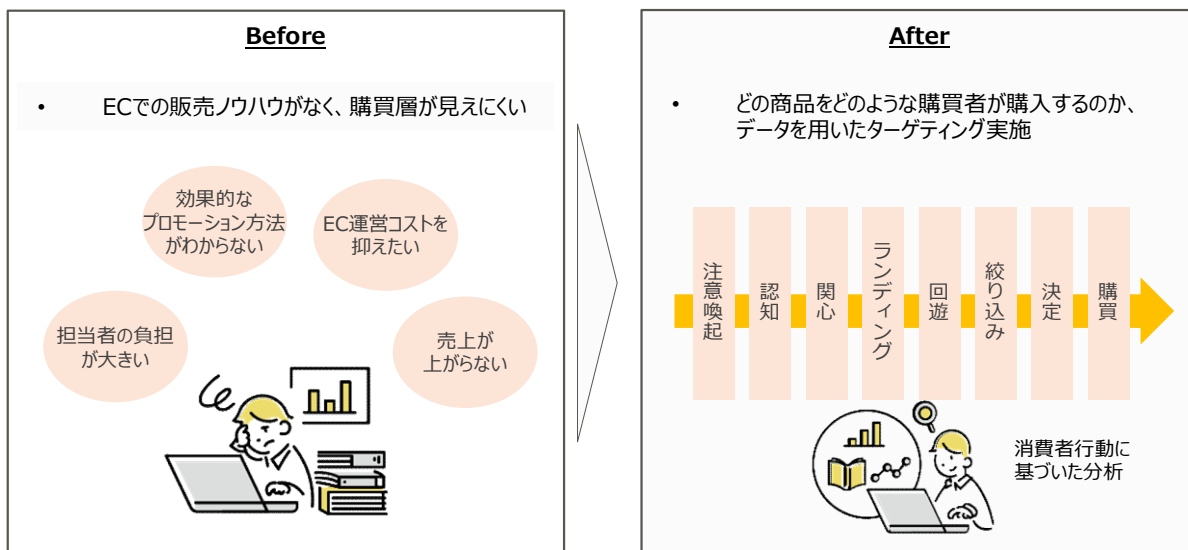 Before
• ECでの販売ノウハウがなく、購買層が見えにくい
効果的な
プロモーション方法
がわからない
EC運営コストを
抑えたい
担当者の負担
が大きい
売上が
上がらない
After
• どの商品をどのような購買者が購入するのか、
データを用いたターゲティング実施
注意喚起
認知
関心
ランディング
回遊
絞り込み
決定
購買
消費者行動に
基づいた分析